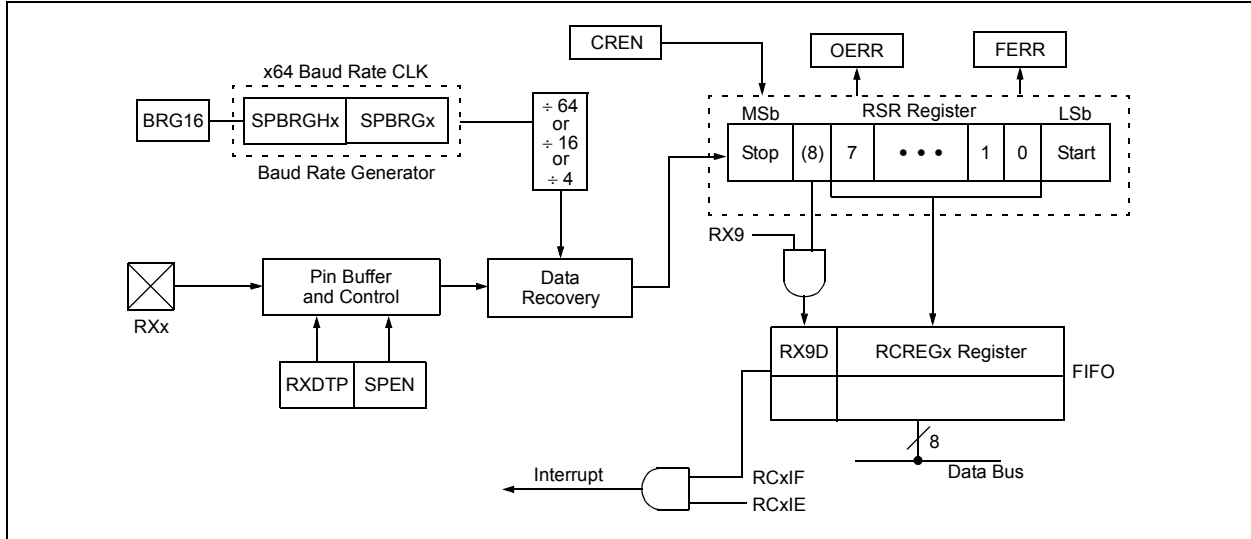 CREN
OERR
FERR
x64 Baud Rate CLK
BRG16
SPBRGHx
SPBRGx
Baud Rate Generator
÷ 64
or
÷ 16
or
÷ 4
MSb
RSR Register
LSb
Stop
(8)
7
• • •
1
0
Start
RX9
RXx
Pin Buffer
and Control
Data
Recovery
RXDTP
SPEN
RX9D
RCREGx Register
FIFO
8
Data Bus
Interrupt
RCxIF
RCxIE